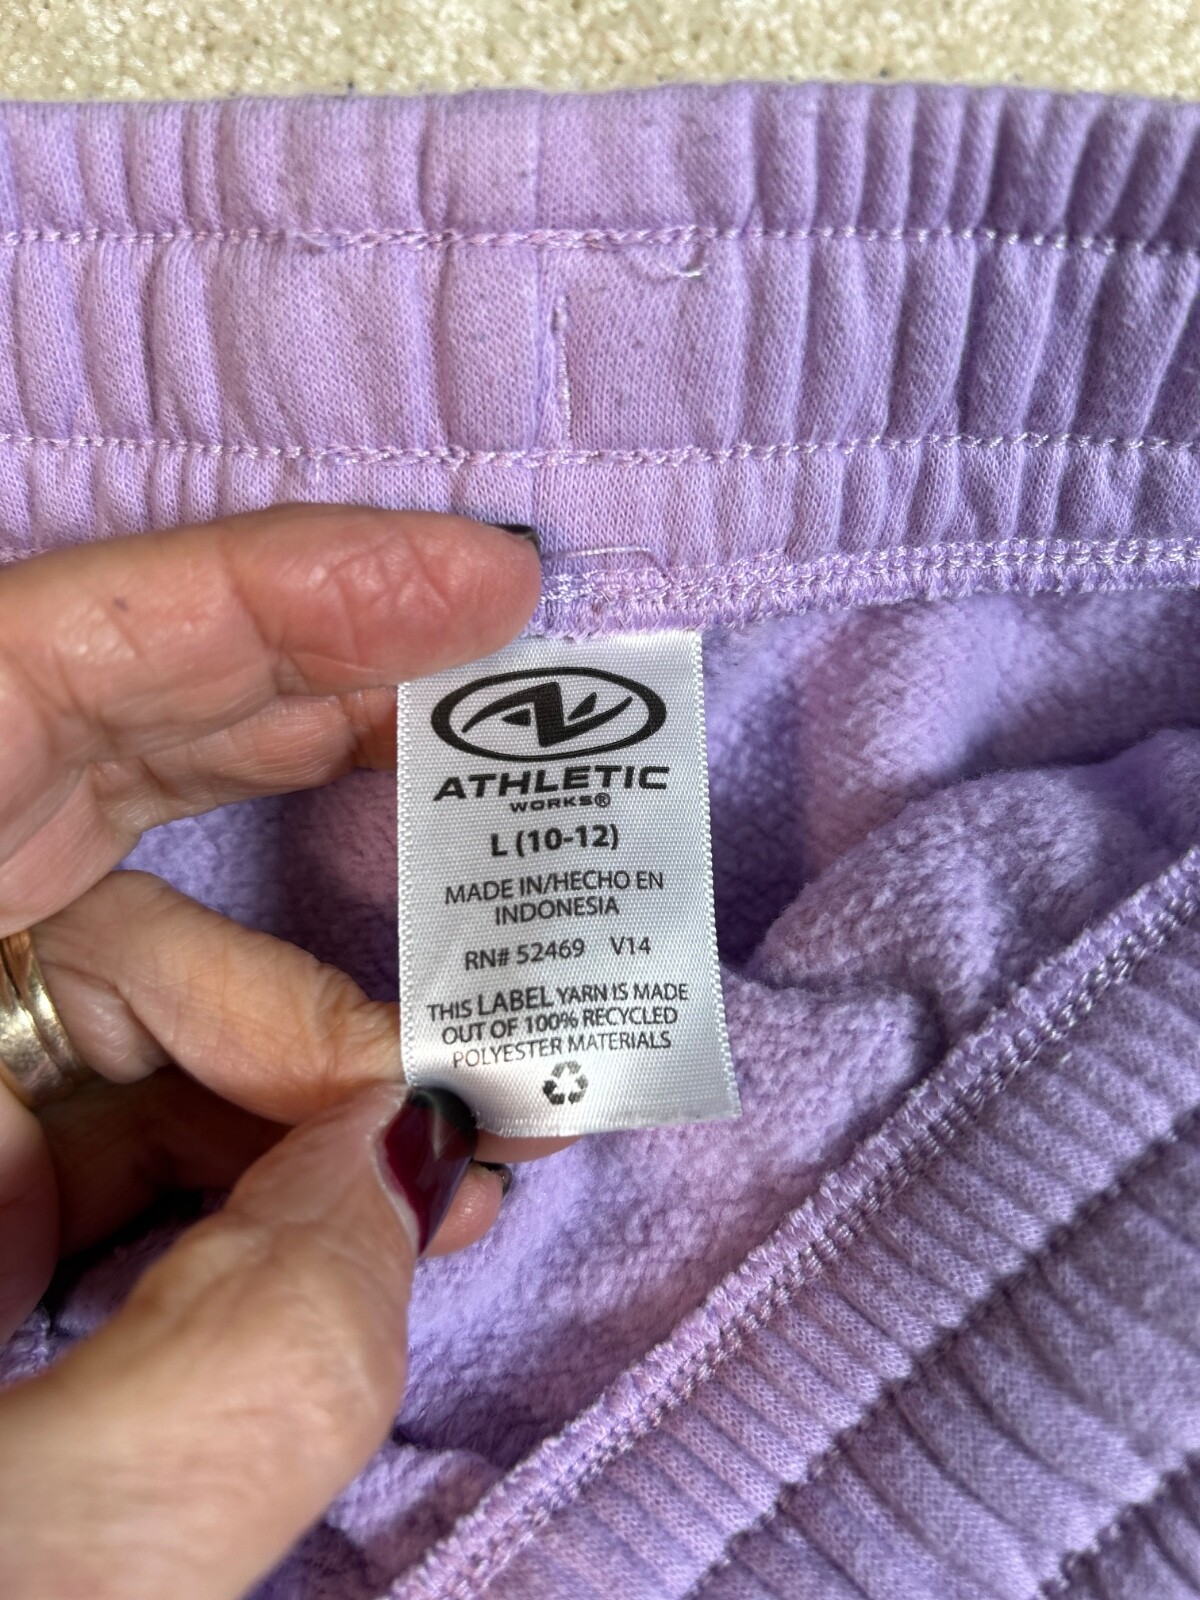 ATHLETIC
WORKS®
L (10-12)
MADE IN/HECHO EN
INDONESIA
RN# 52469 V14
THIS LABEL YARN IS MADE
OUT OF 100% RECYCLED
POLYESTER MATERIALS